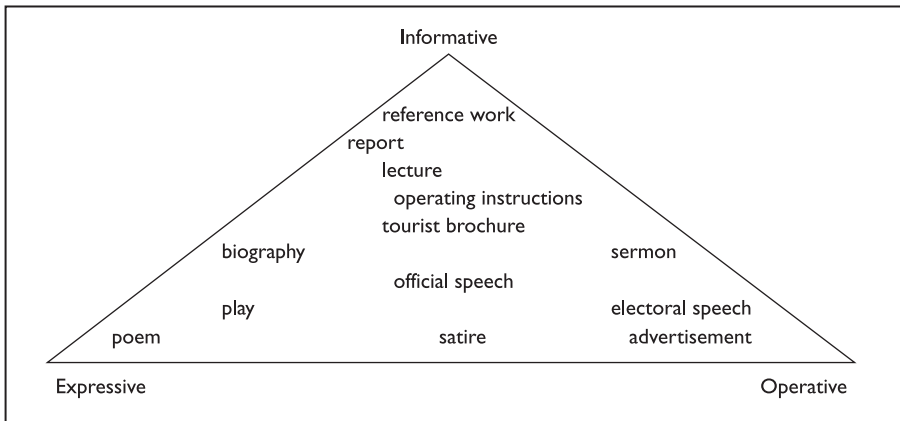 Informative
reference work
report
lecture
operating instructions
tourist brochure
biography
sermon
official speech
play
electoral speech
poem
satire
advertisement
Expressive
Operative